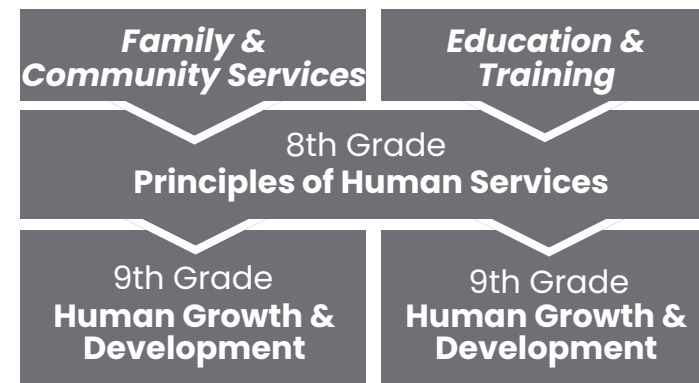 Family &
Community Services
Education &
Training
8th Grade
Principles of Human Services
9th Grade
Human Growth &
Development
9th Grade
Human Growth &
Development